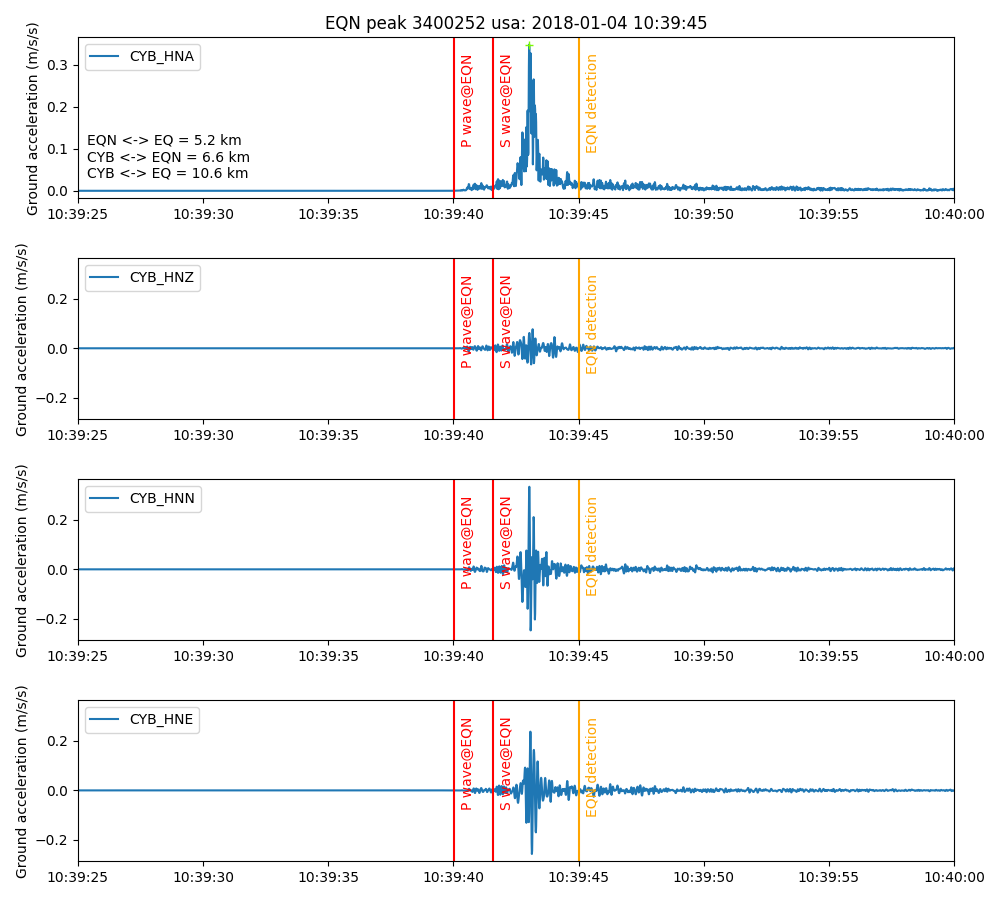 EQN peak 3400252 usa: 2018-01-04 10:39:45
Ground acceleration (m/s/s)
CYB_HNA
P wave@EQN
S wave@EQN
EQN detection
EQN <-> EQ = 5.2 km
CYB <-> EQN = 6.6 km
CYB <-> EQ = 10.6 km
0.3
0.2
0.1
0.0
10:39:25 10:39:30 10:39:35 10:39:40 10:39:45 10:39:50 10:39:55 10:40:00
Ground acceleration (m/s/s)
CYB_HNZ
P wave@EQN
S wave@EQN
EQN detection
0.2
0.0
−0.2
10:39:25 10:39:30 10:39:35 10:39:40 10:39:45 10:39:50 10:39:55 10:40:00
Ground acceleration (m/s/s)
CYB_HNN
P wave@EQN
S wave@EQN
EQN detection
0.2
0.0
−0.2
10:39:25 10:39:30 10:39:35 10:39:40 10:39:45 10:39:50 10:39:55 10:40:00
Ground acceleration (m/s/s)
CYB_HNE
P wave@EQN
S wave@EQN
EQN detection
0.2
0.0
−0.2
10:39:25 10:39:30 10:39:35 10:39:40 10:39:45 10:39:50 10:39:55 10:40:00